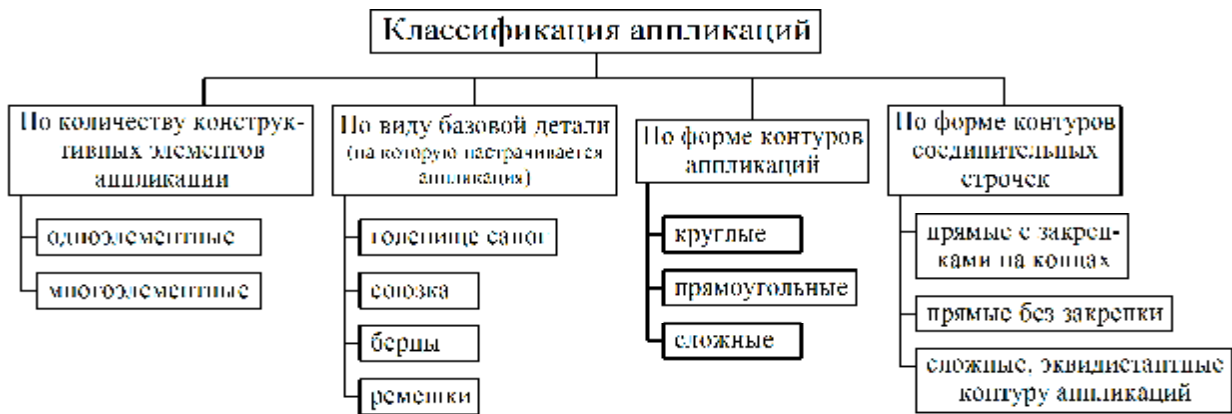 Классификация аппликаций
По количеству конструк-
тивных элементов
аппликации
одноэлементные
многоэлементные
По виду базовой детали
(на которую настрачивается
аппликация)
голенище сапог
союзка
берцы
ремешки
По форме контуров
аппликаций
круглые
прямоугольные
сложные
По форме контуров
соединительных
строчек
прямые с закреп-
ками на концах
прямые без закрепки
сложные, эквидистантные
контуру аппликаций